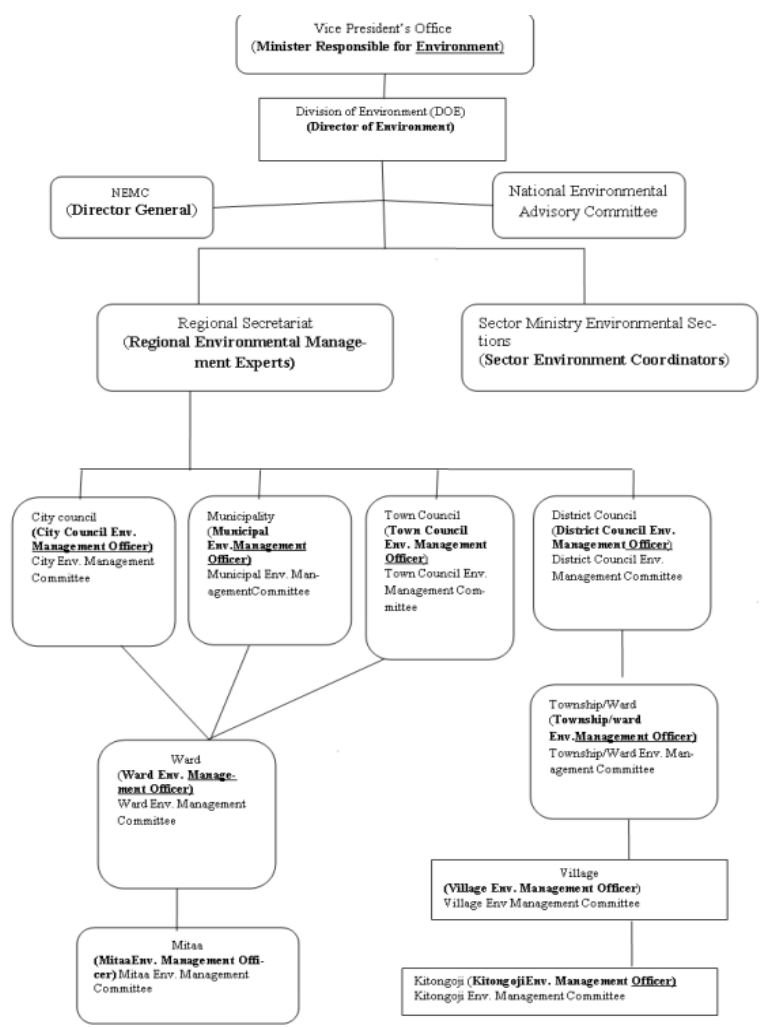 Vice President's Office
(Minister Responsible for Environment)
Division of Environment (DOE)
(Director of Environment)
NEMC
(Director General)
National Environmental
Advisory Committee
Regional Secretariat
(Regional Environmental Manage-
ment Experts)
Sector Ministry Environmental Sec-
tions
(Sector Environment Coordinators)
City council
(City Council Env.
Management Officer)
City Env. Management
Committee
Municipality
(Municipal
Env.Management
Officer)
Municipal Env. Man-
agementCommittee
Town Council
(Town Council
Env. Management
Officer)
Town Council Env.
Management Com-
mittee
District Council
(District Council Env.
Management Officer)
District Council Env.
Management Committee
Ward
(Ward Env. Manage-
ment Officer)
Ward Env. Management
Committee
Township/Ward
(Township/ward
Env.Management Officer)
Township/Ward Env. Man-
agement Committee
Village
(Village Env. Management Officer)
Village Env Management Committee
Mitaa
(MitaaEnv. Management Offi-
cer) Mitaa Env. Management
Committee
Kitongoji (KitongojiEnv. Management Officer)
Kitongoji Env. Management Committee